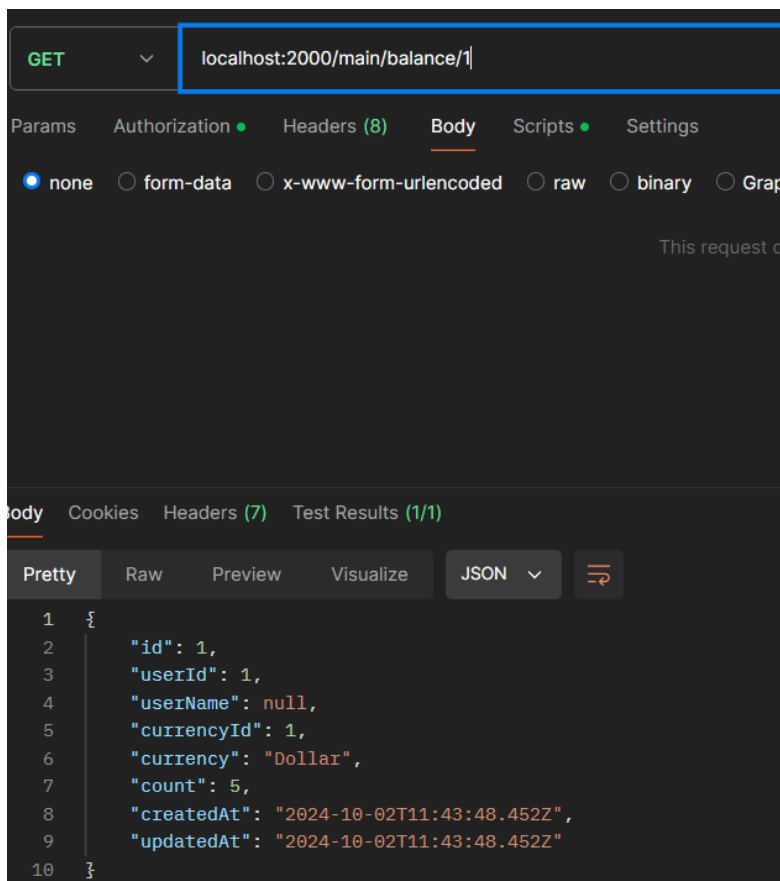 GET localhost:2000/main/balance/1
Params Authorization Headers (8) Body Scripts Settings
none form-data x-www-form-urlencoded raw binary
This request
Body Cookies Headers (7) Test Results (1/1)
Pretty Raw Preview Visualize JSON
1 {
2 "id": 1,
3 "userId": 1,
4 "userName": null,
5 "currencyId": 1,
6 "currency": "Dollar",
7 "count": 5,
8 "createdAt": "2024-10-02T11:43:48.452Z",
9 "updatedAt": "2024-10-02T11:43:48.452Z"
10 }